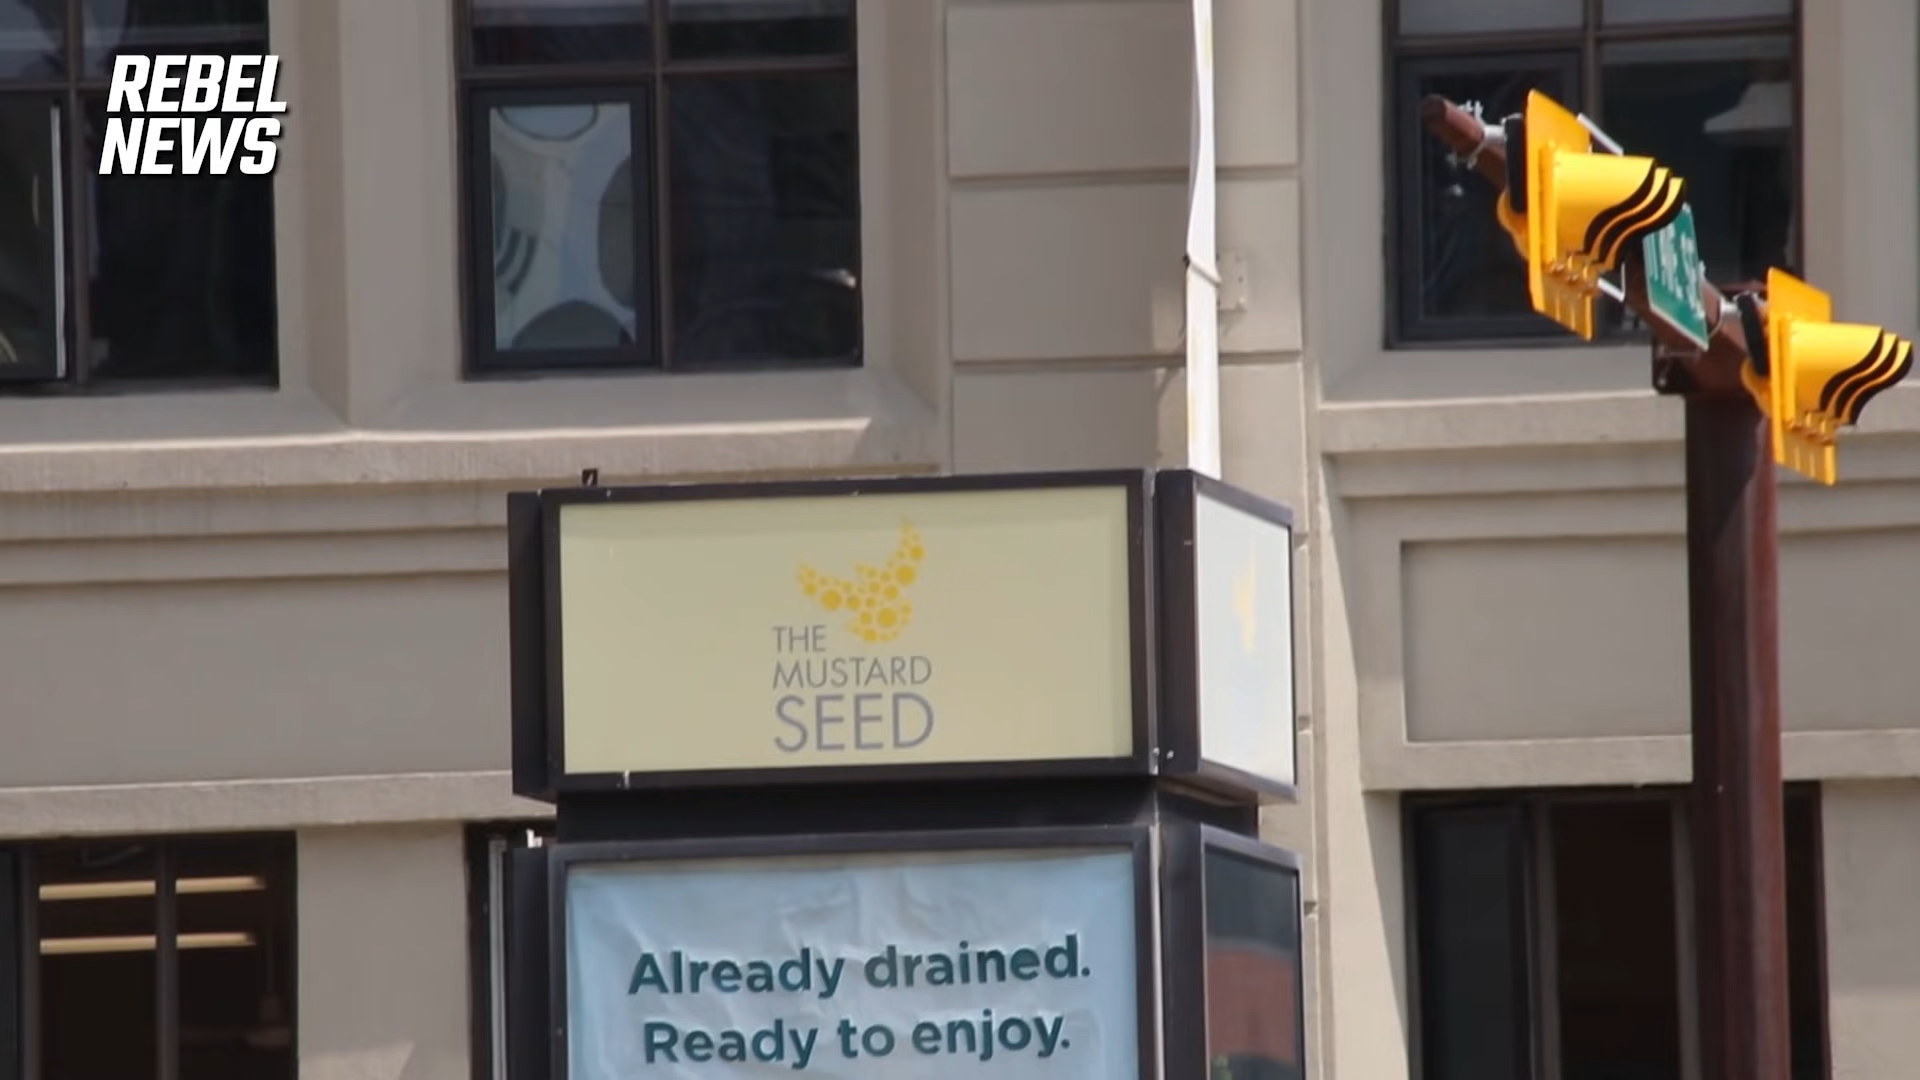 REBEL
NEWS
THE
MUSTARD
SEED
Already drained.
Ready to enjoy.